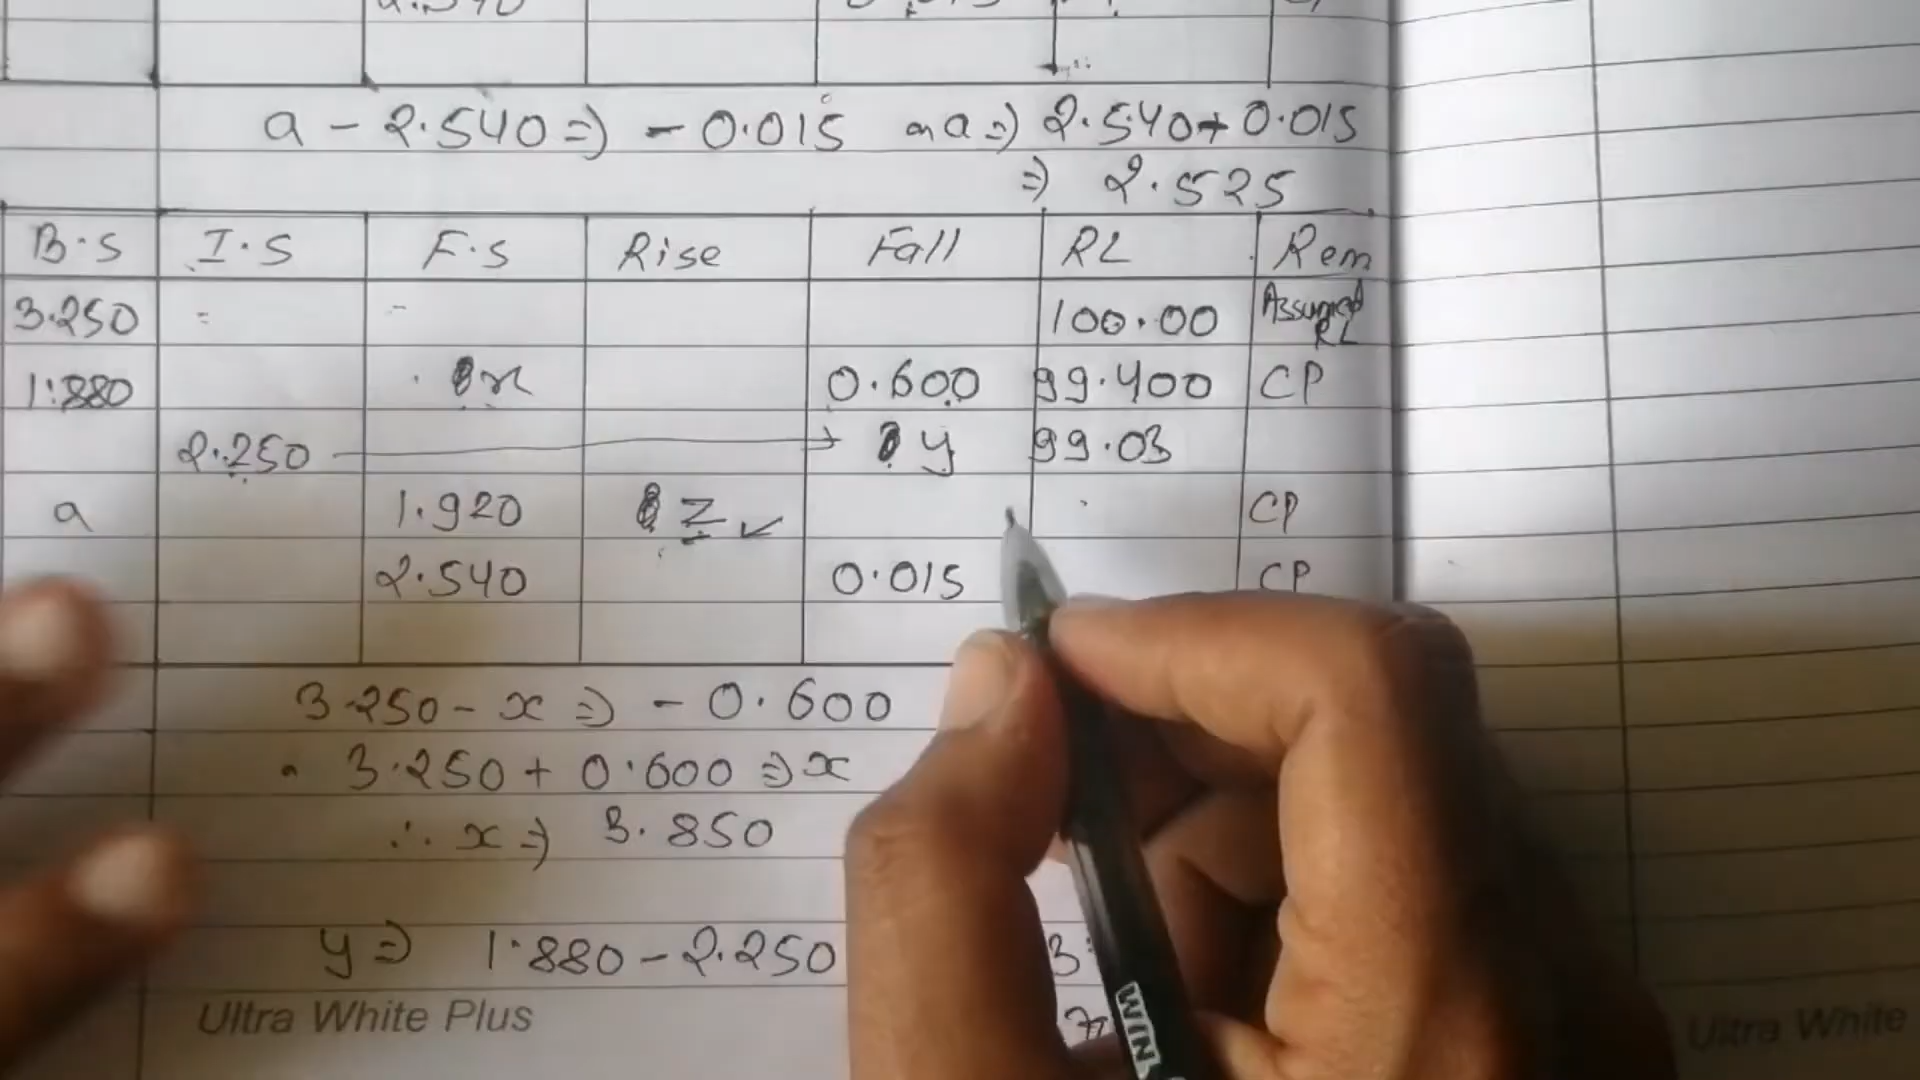 a - 2.540 => - 0.015 ∴ a => 2.540 + 0.015
=> 2.525
B.S I.S F.S Rise Fall RL Rem
3.250 = - 100.00 Assumed RL
1.880 x 0.600 99.400 CP
2.250 y 99.03
a 1.920 z ✓ CP
2.540 0.015 CP
3.250 - x => - 0.600
∴ 3.250 + 0.600 => x
∴ x => 3.850
y => 1.880 - 2.250 3
Ultra White Plus
Ultra White
WIN